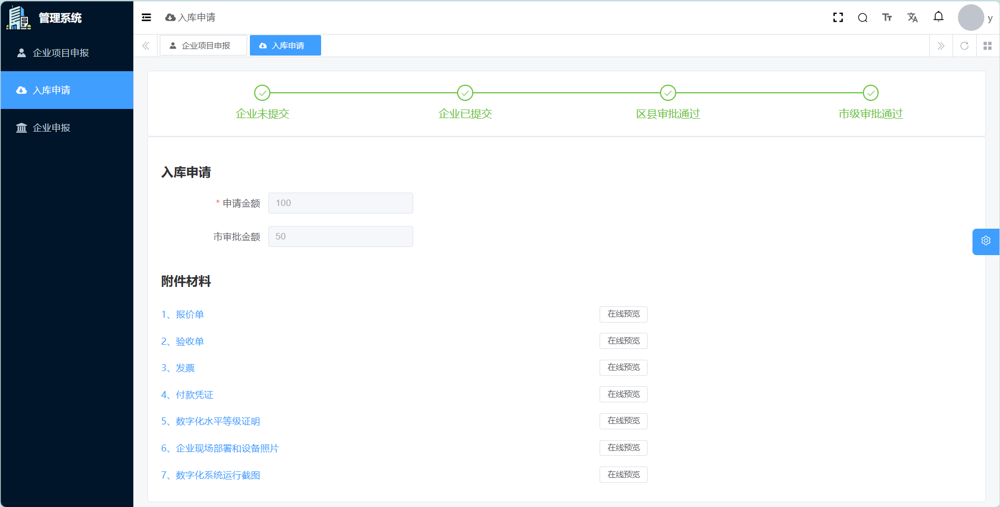 管理系统
入库申请
y
企业项目申报
入库申请
企业申报
企业项目申报
入库申请
企业未提交
企业已提交
区县审批通过
市级审批通过
入库申请
* 申请金额
100
市审批金额
50
附件材料
1、报价单
在线预览
2、验收单
在线预览
3、发票
在线预览
4、付款凭证
在线预览
5、数字化水平等级证明
在线预览
6、企业现场部署和设备照片
在线预览
7、数字化系统运行截图
在线预览